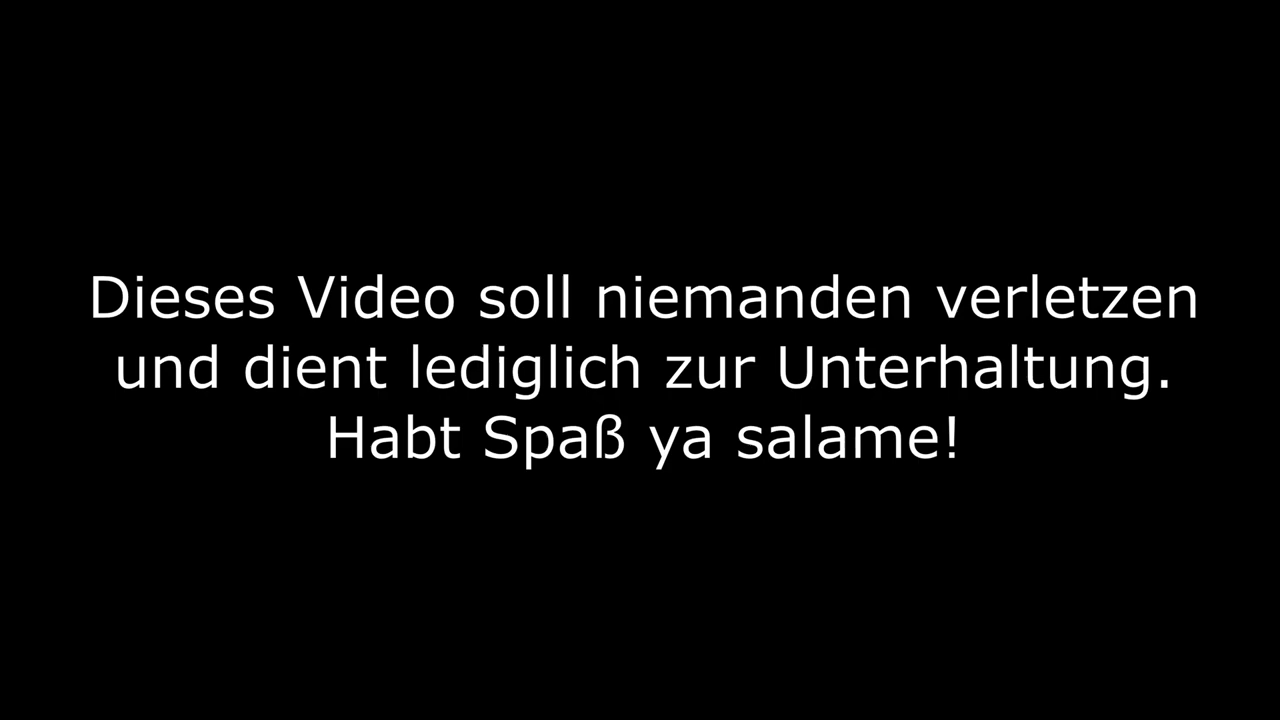 Dieses Video soll niemanden verletzen
und dient lediglich zur Unterhaltung.
Habt Spaß ya salame!